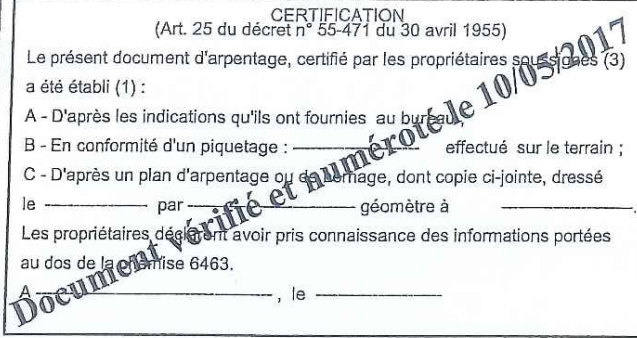 CERTIFICATION
(Art. 25 du décret n° 55-471 du 30 avril 1955)
Le présent document d'arpentage, certifié par les propriétaires soussignés (3)
a été établi (1) :
A - D'après les indications qu'ils ont fournies au bureau ;
B - En conformité d'un piquetage : effectué sur le terrain ;
C - D'après un plan d'arpentage ou de bornage, dont copie ci-jointe, dressé
le par géomètre à .
Les propriétaires déclarent avoir pris connaissance des informations portées
au dos de la chemise 6463.
A , le
Document vérifié et numéroté le 10/05/2017